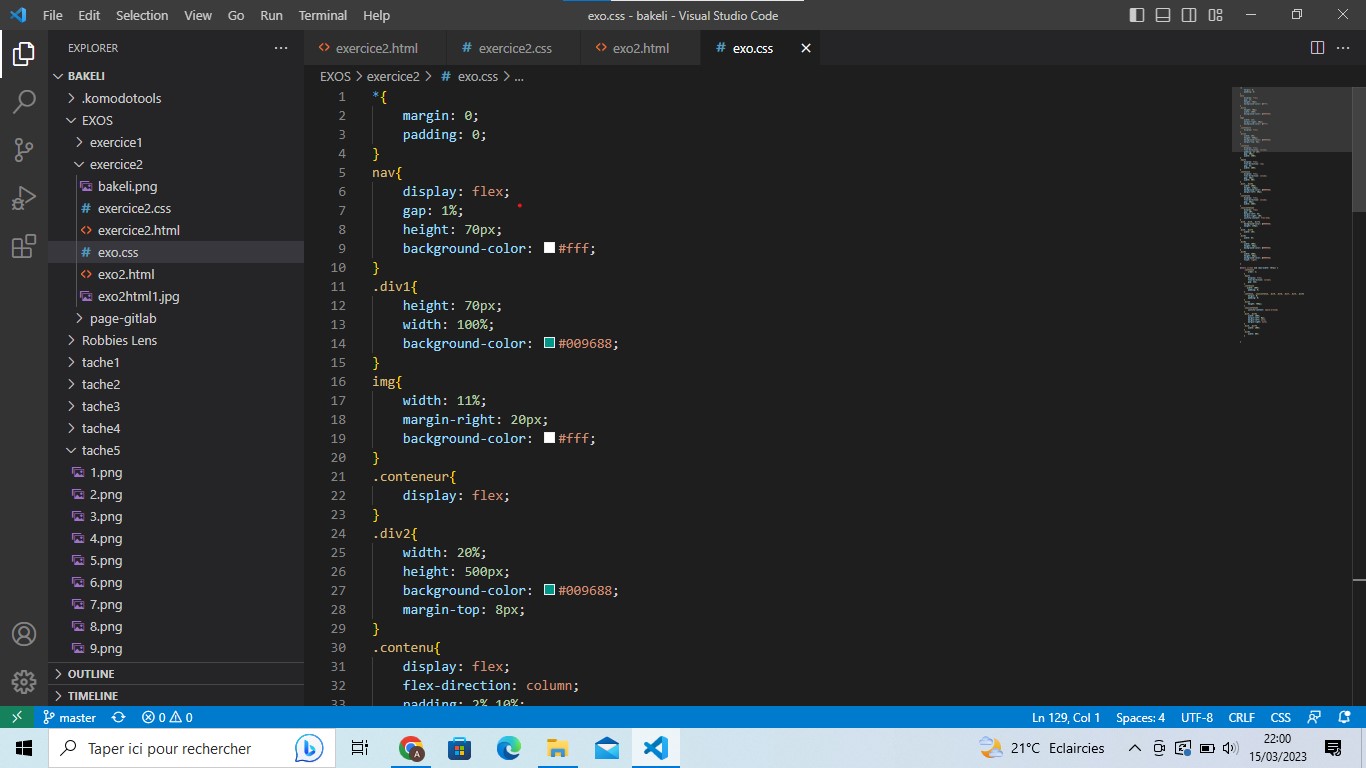 File Edit Selection View Go Run Terminal Help
exo.css - bakeli - Visual Studio Code
EXPLORER
BAKELI
.komodotools
EXOS
exercice1
exercice2
bakeli.png
exercice2.css
exercice2.html
exo.css
exo2.html
exo2html1.jpg
page-gitlab
Robbies Lens
tache1
tache2
tache3
tache4
tache5
1.png
2.png
3.png
4.png
5.png
6.png
7.png
8.png
9.png
OUTLINE
TIMELINE
exercice2.html # exercice2.css exo2.html # exo.css
EXOS > exercice2 > # exo.css > ...
1 *{
2 margin: 0;
3 padding: 0;
4 }
5 nav{
6 display: flex;
7 gap: 1%;
8 height: 70px;
9 background-color: #fff;
10 }
11 .div1{
12 height: 70px;
13 width: 100%;
14 background-color: #009688;
15 }
16 img{
17 width: 11%;
18 margin-right: 20px;
19 background-color: #fff;
20 }
21 .conteneur{
22 display: flex;
23 }
24 .div2{
25 width: 20%;
26 height: 500px;
27 background-color: #009688;
28 margin-top: 8px;
29 }
30 .contenu{
31 display: flex;
32 flex-direction: column;
33 padding: 2% 10%;
master 0 0 Ln 129, Col 1 Spaces: 4 UTF-8 CRLF CSS
Taper ici pour rechercher
21°C Eclaircies
22:00
15/03/2023